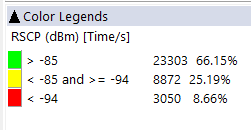 Color Legends
RSCP (dBm) [Time/s]
> -85 23303 66.15%
< -85 and >= -94 8872 25.19%
< -94 3050 8.66%